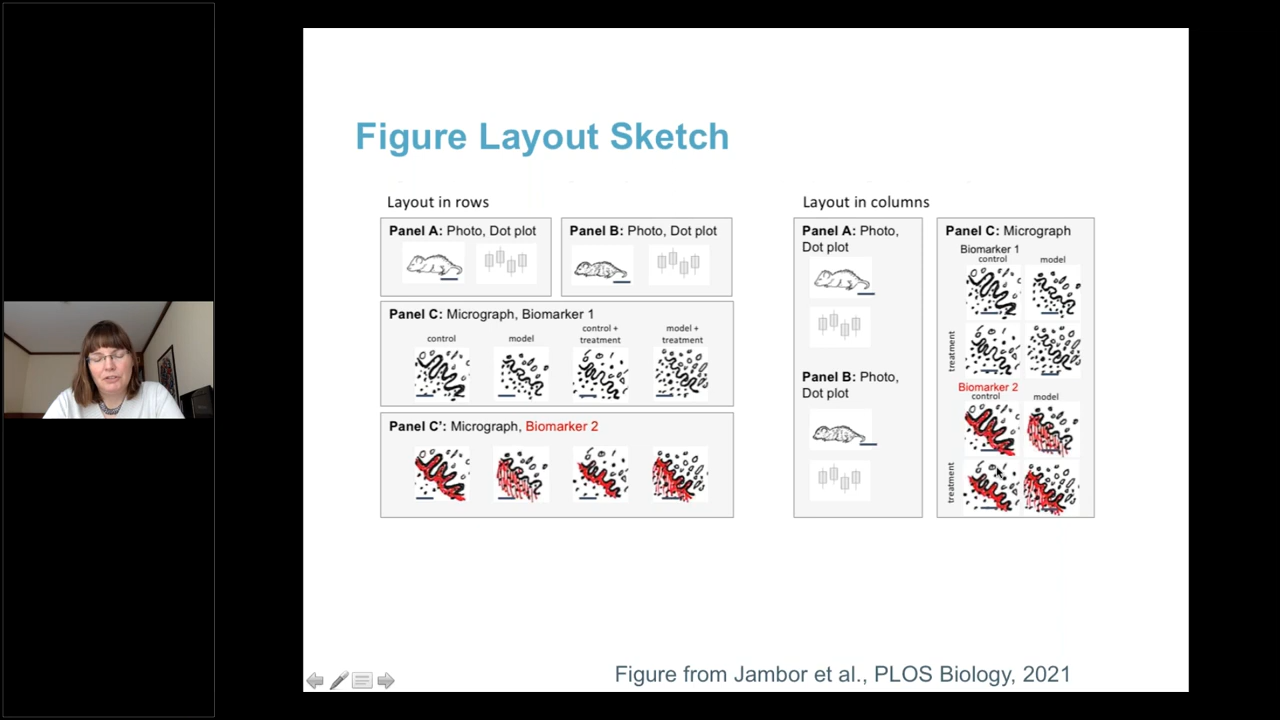 Figure Layout Sketch
Layout in rows
Panel A: Photo, Dot plot
Panel B: Photo, Dot plot
Panel C: Micrograph, Biomarker 1
control
model
control +
treatment
model +
treatment
Panel C’: Micrograph, Biomarker 2
Layout in columns
Panel A: Photo,
Dot plot
Panel B: Photo,
Dot plot
Panel C: Micrograph
Biomarker 1
control
model
treatment
Biomarker 2
control
model
treatment
Figure from Jambor et al., PLOS Biology, 2021